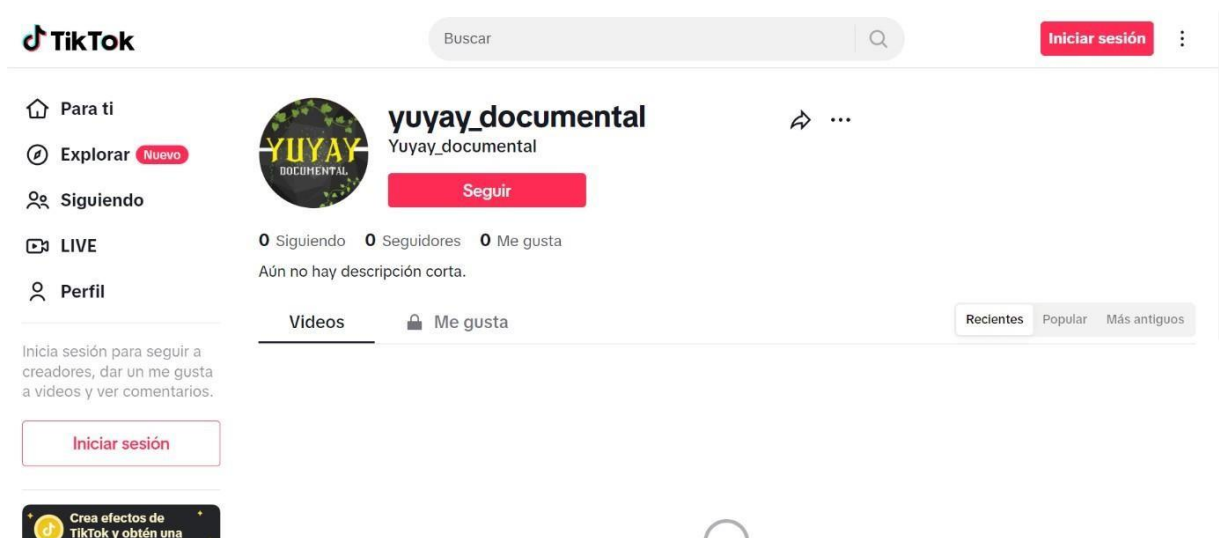 TikTok
Buscar
Iniciar sesión
Para ti
Explorar Nuevo
Siguiendo
LIVE
Perfil
Inicia sesión para seguir a
creadores, dar un me gusta
a videos y ver comentarios.
Iniciar sesión
Crea efectos de
TikTok y obtén una
YUYAY
DOCUMENTAL
yuyay_documental
Yuyay_documental
Seguir
0 Siguiendo 0 Seguidores 0 Me gusta
Aún no hay descripción corta.
Videos Me gusta
Recientes Popular Más antiguos